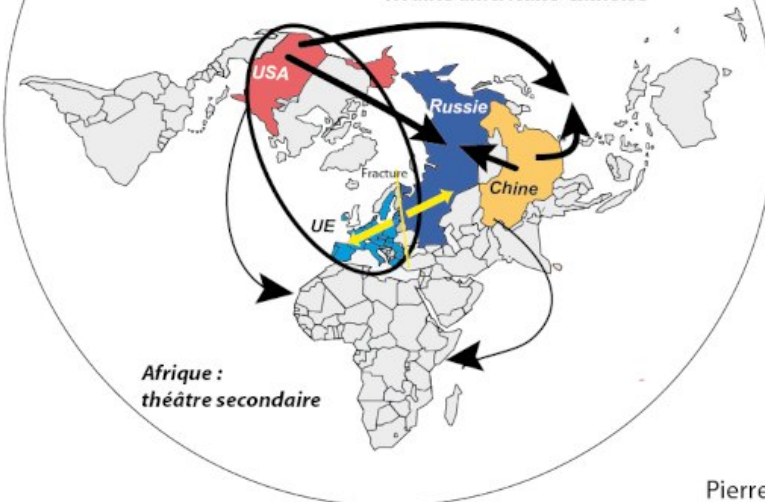 USA
Russie
Fracture
Chine
UE
Afrique :
théâtre secondaire
Pierre